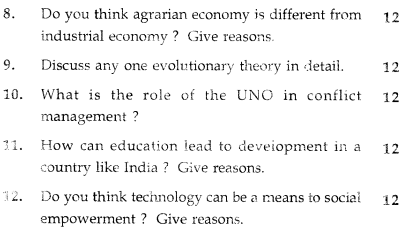 8. Do you think agrarian economy is different from 12
industrial economy ? Give reasons.
9. Discuss any one evolutionary theory in detail. 12
10. What is the role of the UNO in conflict 12
management ?
11. How can education lead to development in a 12
country like India ? Give reasons.
12. Do you think technology can be a means to social 12
empowerment ? Give reasons.